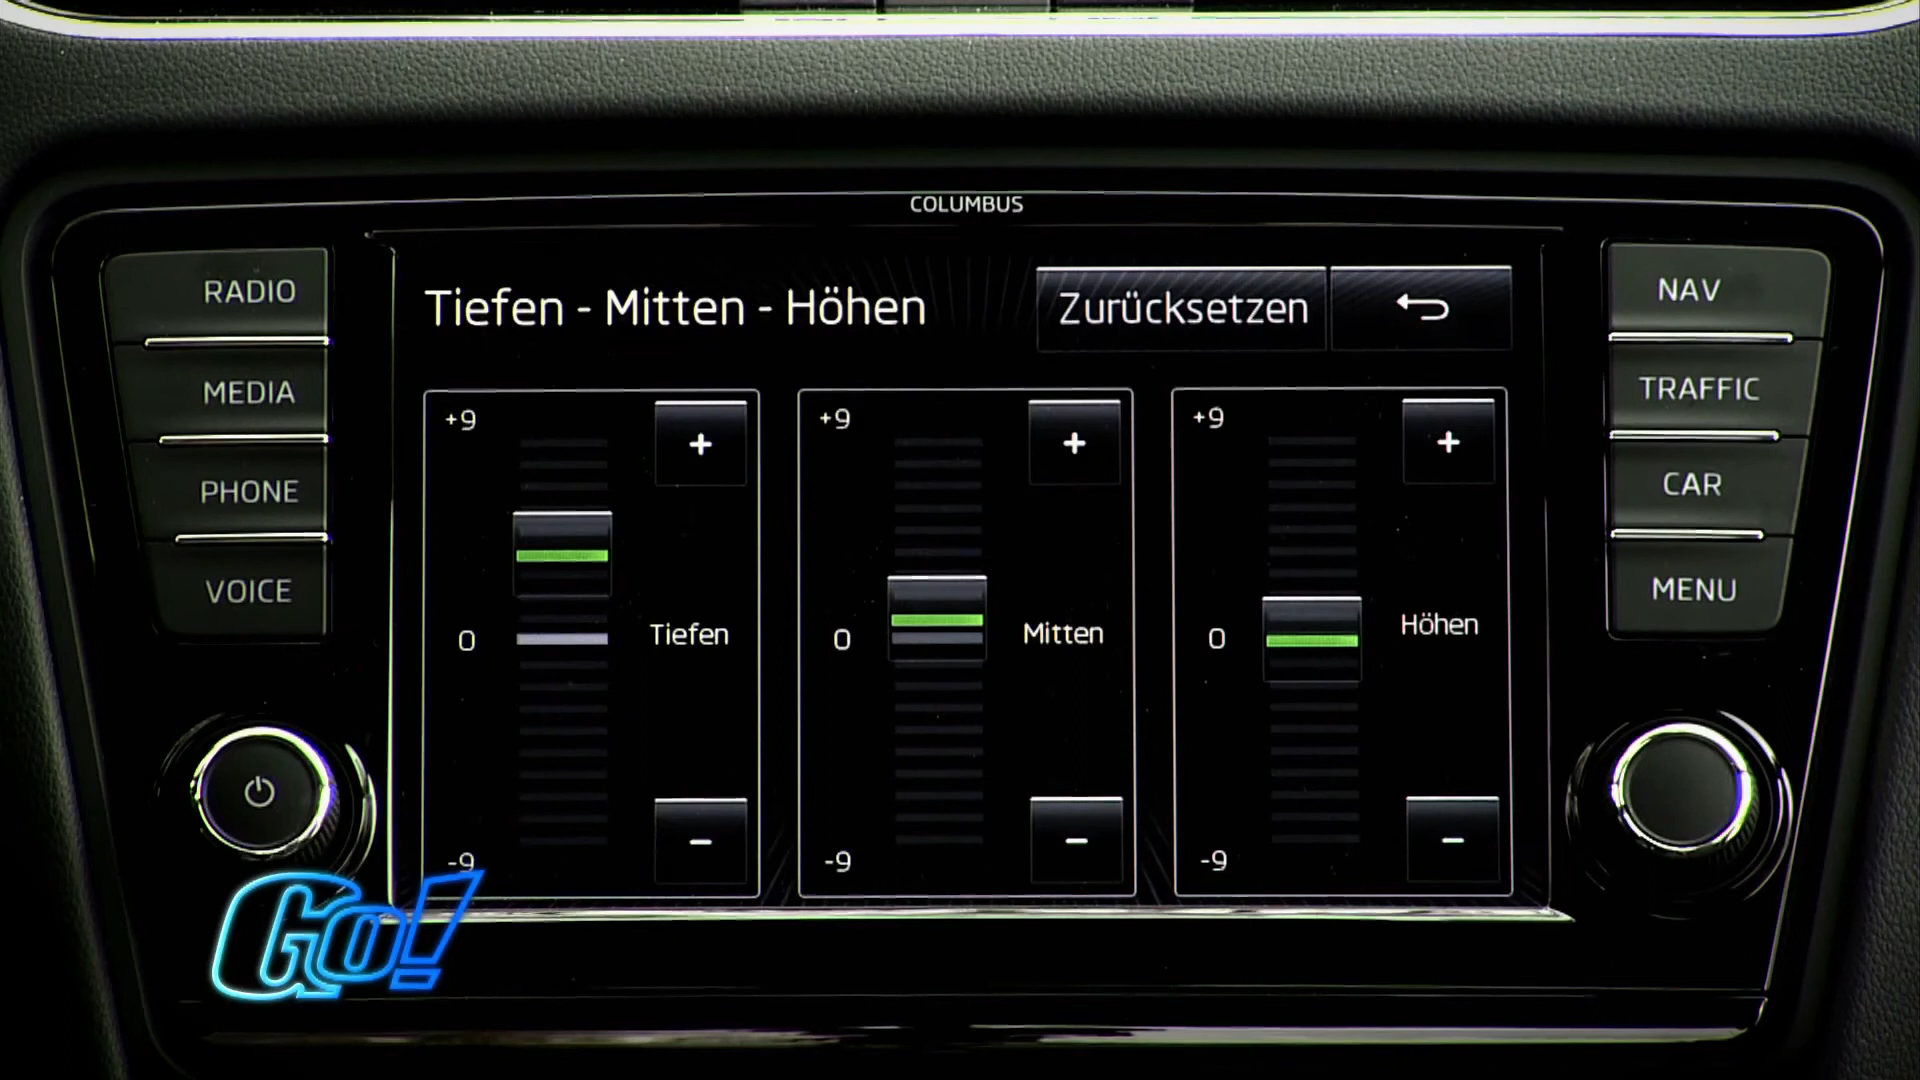 COLUMBUS
RADIO
MEDIA
PHONE
VOICE
Tiefen - Mitten - Höhen
Zurücksetzen
+9
+
0
Tiefen
-9
-
+9
+
0
Mitten
-9
-
+9
+
0
Höhen
-9
-
NAV
TRAFFIC
CAR
MENU
Go!